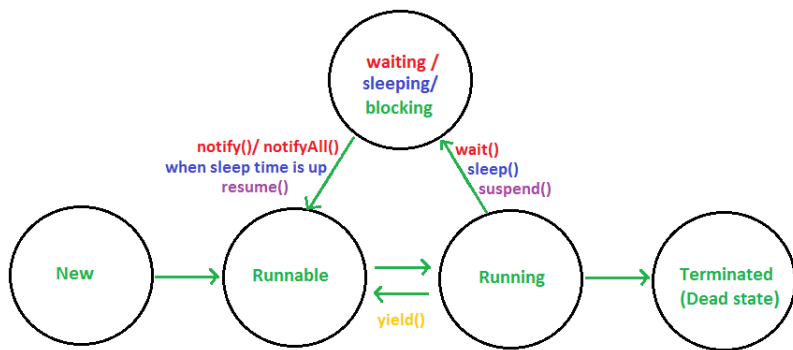 waiting /
sleeping/
blocking
notify()/ notifyAll()
when sleep time is up
resume()
wait()
sleep()
suspend()
New
Runnable
Running
Terminated
(Dead state)
yield()